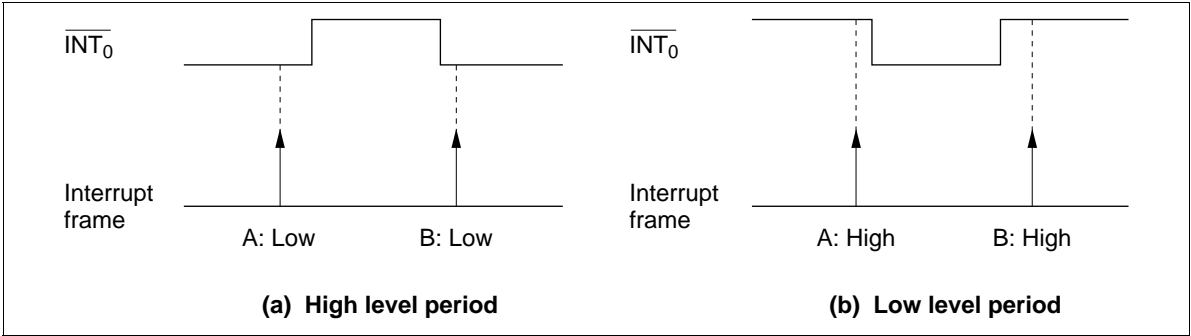 INT0
Interrupt
frame
A: Low B: Low
(a) High level period
INT0
Interrupt
frame
A: High B: High
(b) Low level period